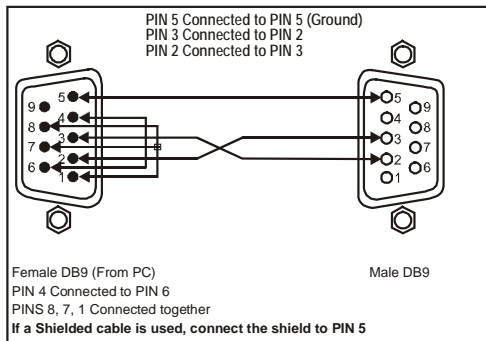 PIN 5 Connected to PIN 5 (Ground)
PIN 3 Connected to PIN 2
PIN 2 Connected to PIN 3
5
9
4
8
3
7
2
6
1
5
9
4
8
3
7
2
6
1
Female DB9 (From PC)
Male DB9
PIN 4 Connected to PIN 6
PINS 8, 7, 1 Connected together
If a Shielded cable is used, connect the shield to PIN 5